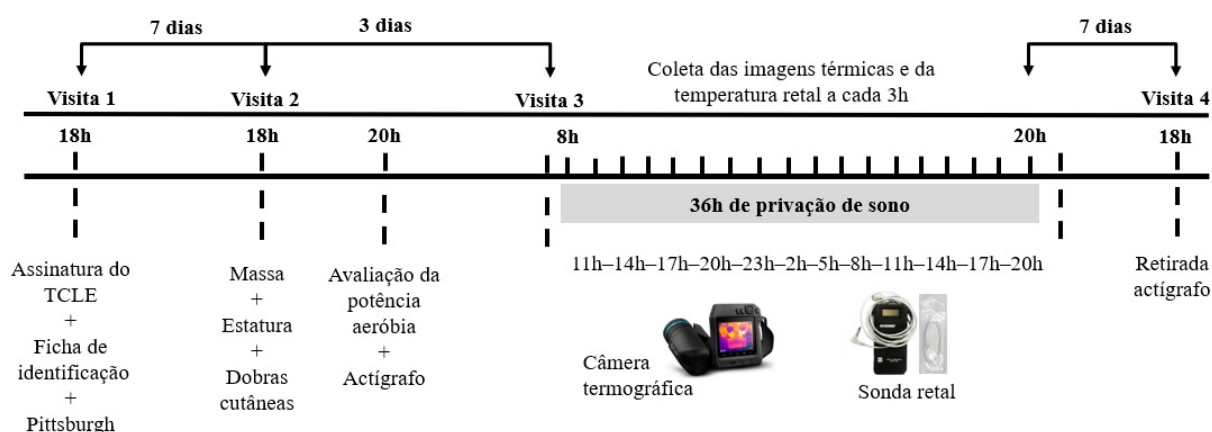 7 dias
3 dias
7 dias
Coleta das imagens térmicas e da
temperatura retal a cada 3h
Visita 1
Visita 2
Visita 3
Visita 4
18h
18h
20h
8h
20h
18h
36h de privação de sono
11h–14h–17h–20h–23h–2h–5h–8h–11h–14h–17h–20h
Assinatura do
TCLE
+
Ficha de
identificação
+
Pittsburgh
Massa
+
Estatura
+
Dobras
cutâneas
Avaliação da
potência
aeróbia
+
Actígrafo
Câmera
termográfica
Sonda retal
Retirada
actígrafo